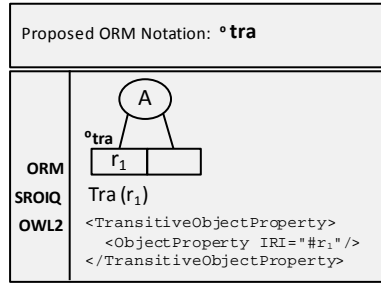 Proposed ORM Notation: °tra
A
°tra
r₁
ORM
SROIQ Tra (r₁)
OWL2 <TransitiveObjectProperty>
<ObjectProperty IRI="#r₁"/>
</TransitiveObjectProperty>